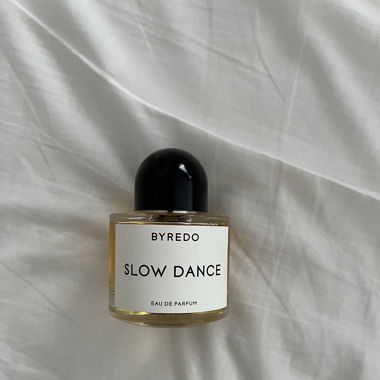 BYREDO
SLOW DANCE
EAU DE PARFUM